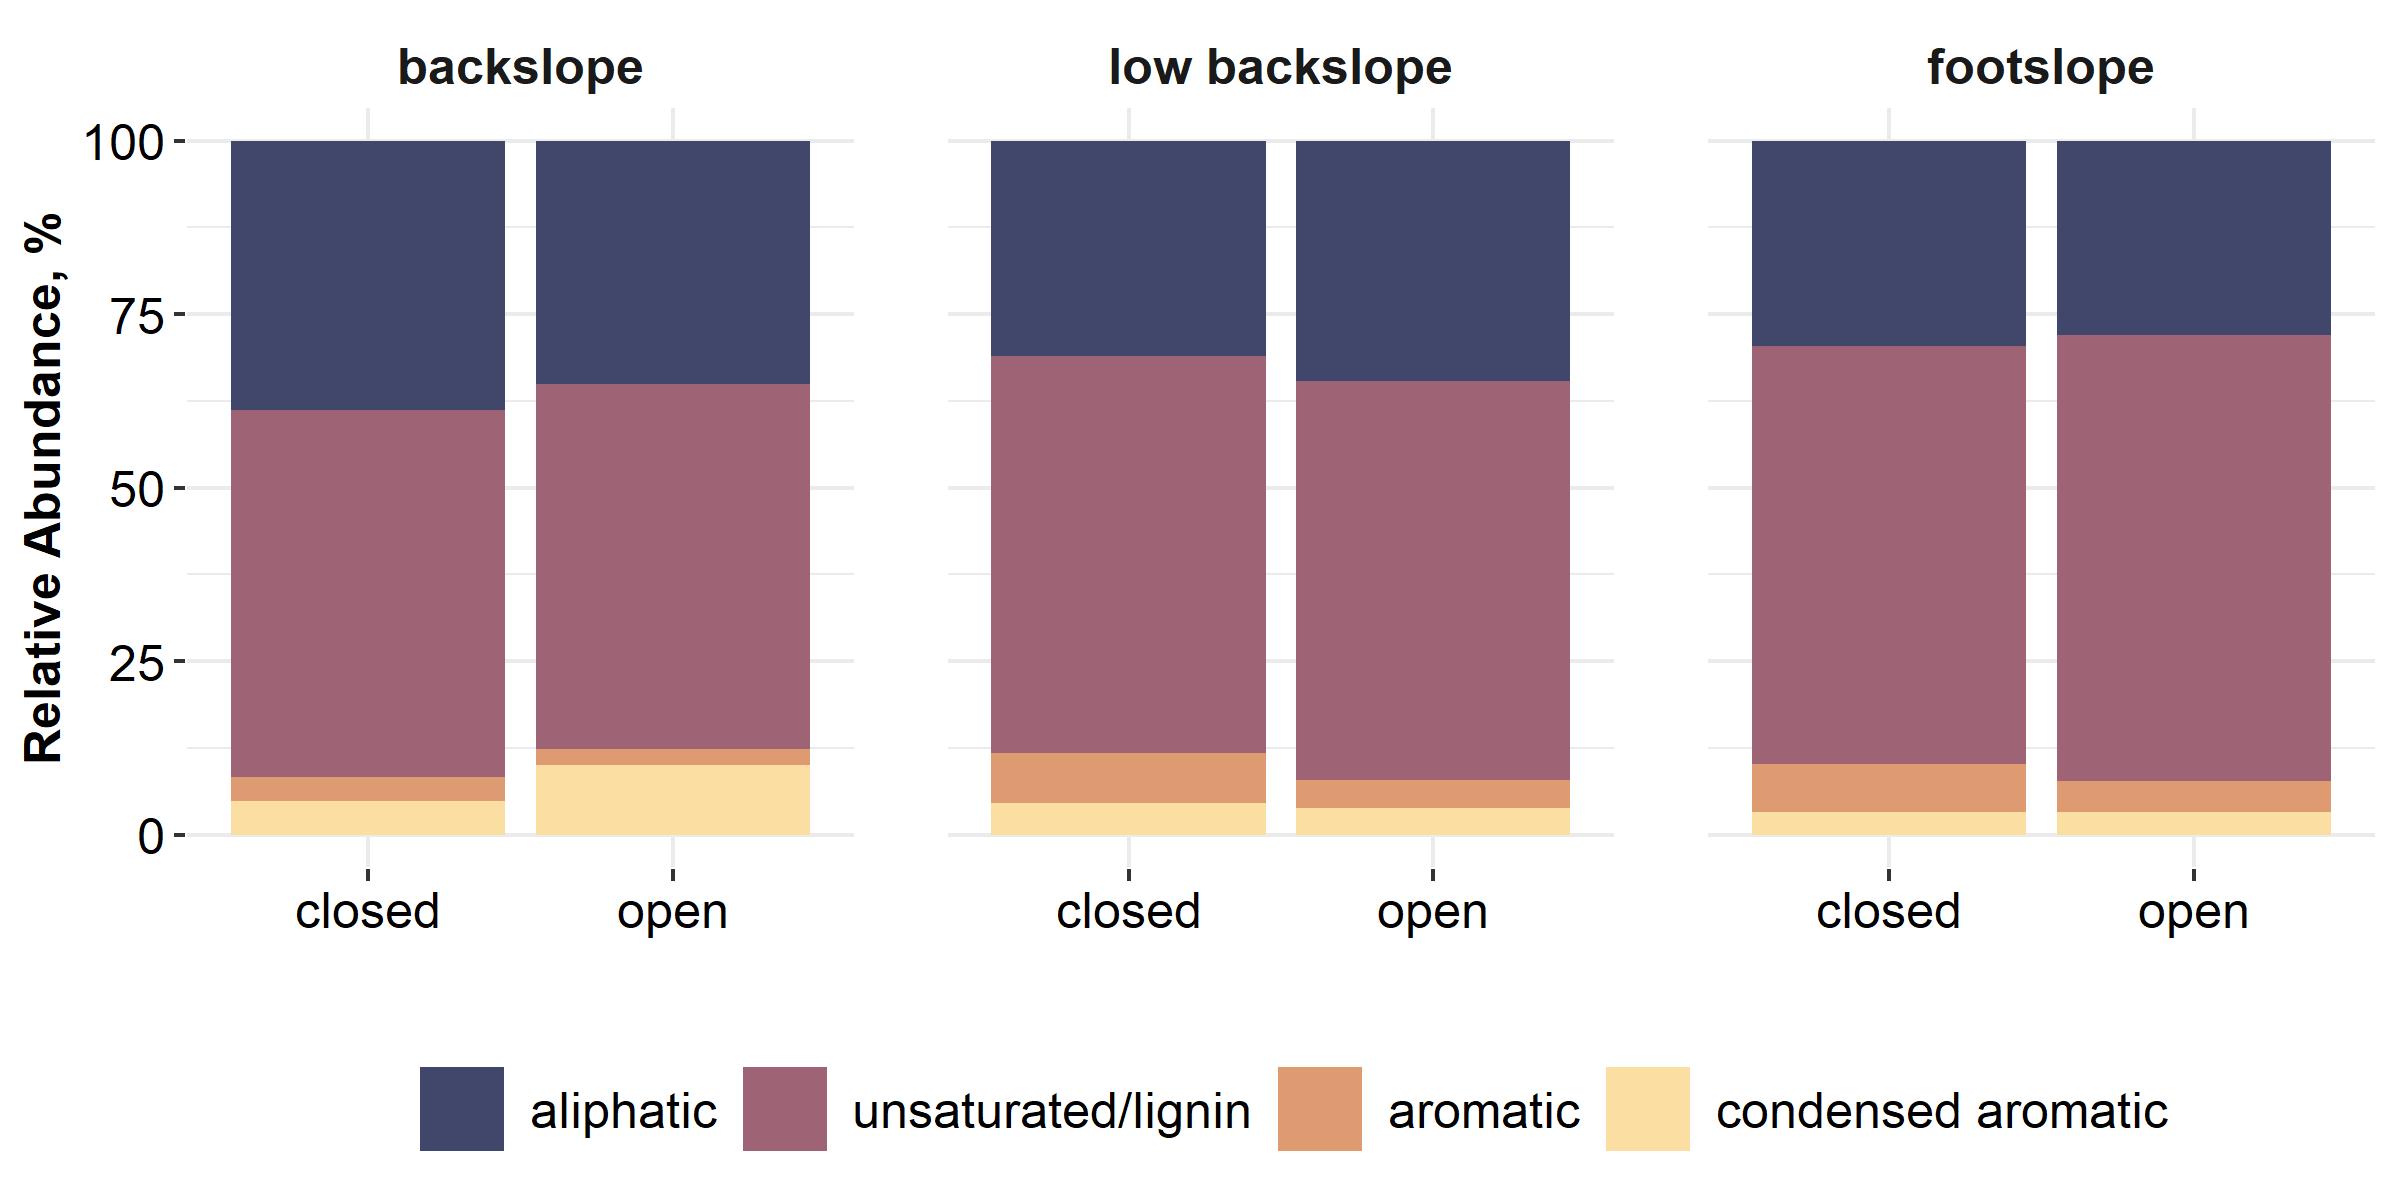 backslope low backslope footslope
Relative Abundance, %
100
75
50
25
0
closed open closed open closed open
aliphatic unsaturated/lignin aromatic condensed aromatic